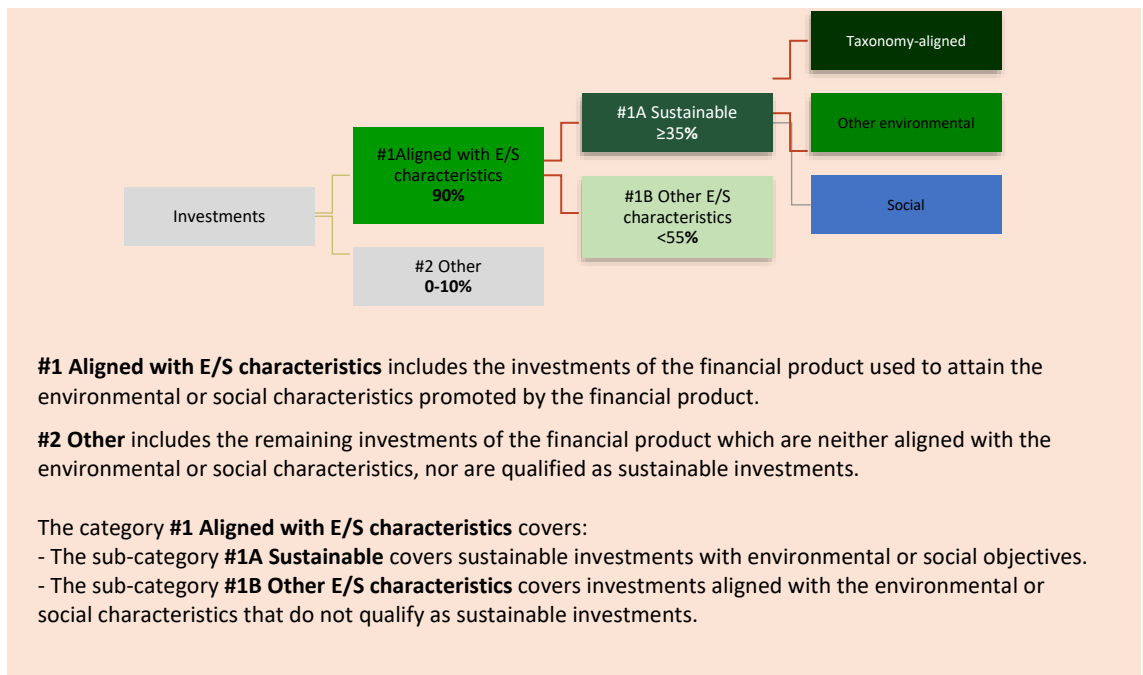 Investments
#1Aligned with E/S
characteristics
90%
#2 Other
0-10%
#1A Sustainable
≥35%
#1B Other E/S
characteristics
<55%
Taxonomy-aligned
Other environmental
Social
#1 Aligned with E/S characteristics includes the investments of the financial product used to attain the
environmental or social characteristics promoted by the financial product.
#2 Other includes the remaining investments of the financial product which are neither aligned with the
environmental or social characteristics, nor are qualified as sustainable investments.
The category #1 Aligned with E/S characteristics covers:
- The sub-category #1A Sustainable covers sustainable investments with environmental or social objectives.
- The sub-category #1B Other E/S characteristics covers investments aligned with the environmental or
social characteristics that do not qualify as sustainable investments.